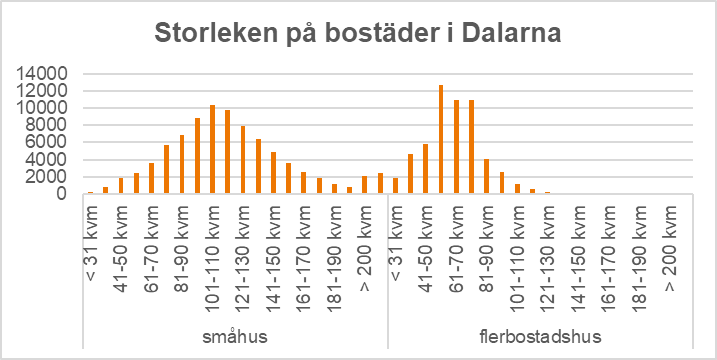 Storleken på bostäder i Dalarna
14000
12000
10000
8000
6000
4000
2000
0
< 31 kvm
41-50 kvm
61-70 kvm
81-90 kvm
101-110 kvm
121-130 kvm
141-150 kvm
161-170 kvm
181-190 kvm
> 200 kvm
< 31 kvm
41-50 kvm
61-70 kvm
81-90 kvm
101-110 kvm
121-130 kvm
141-150 kvm
161-170 kvm
181-190 kvm
> 200 kvm
småhus
flerbostadshus